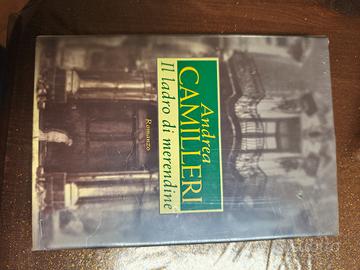 Andrea
CAMILLERI
Il ladro di merendine
Romanzo